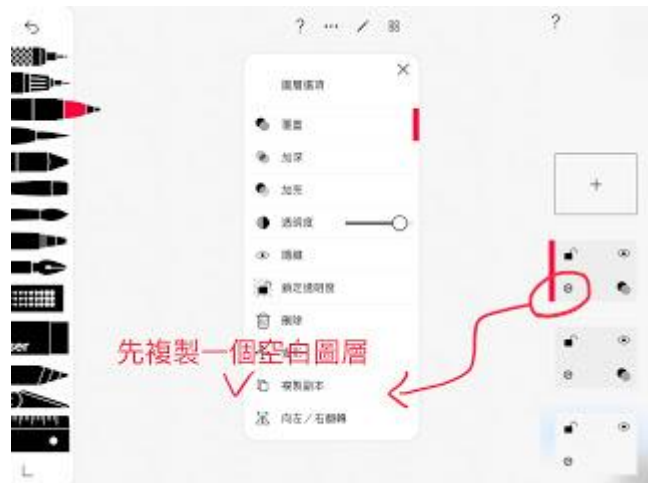 ? ... ?
圖層選項
覆蓋
加深
加亮
透明度
隱藏
鎖定透明度
刪除
先複製一個空白圖層
複製副本
向左／右翻轉